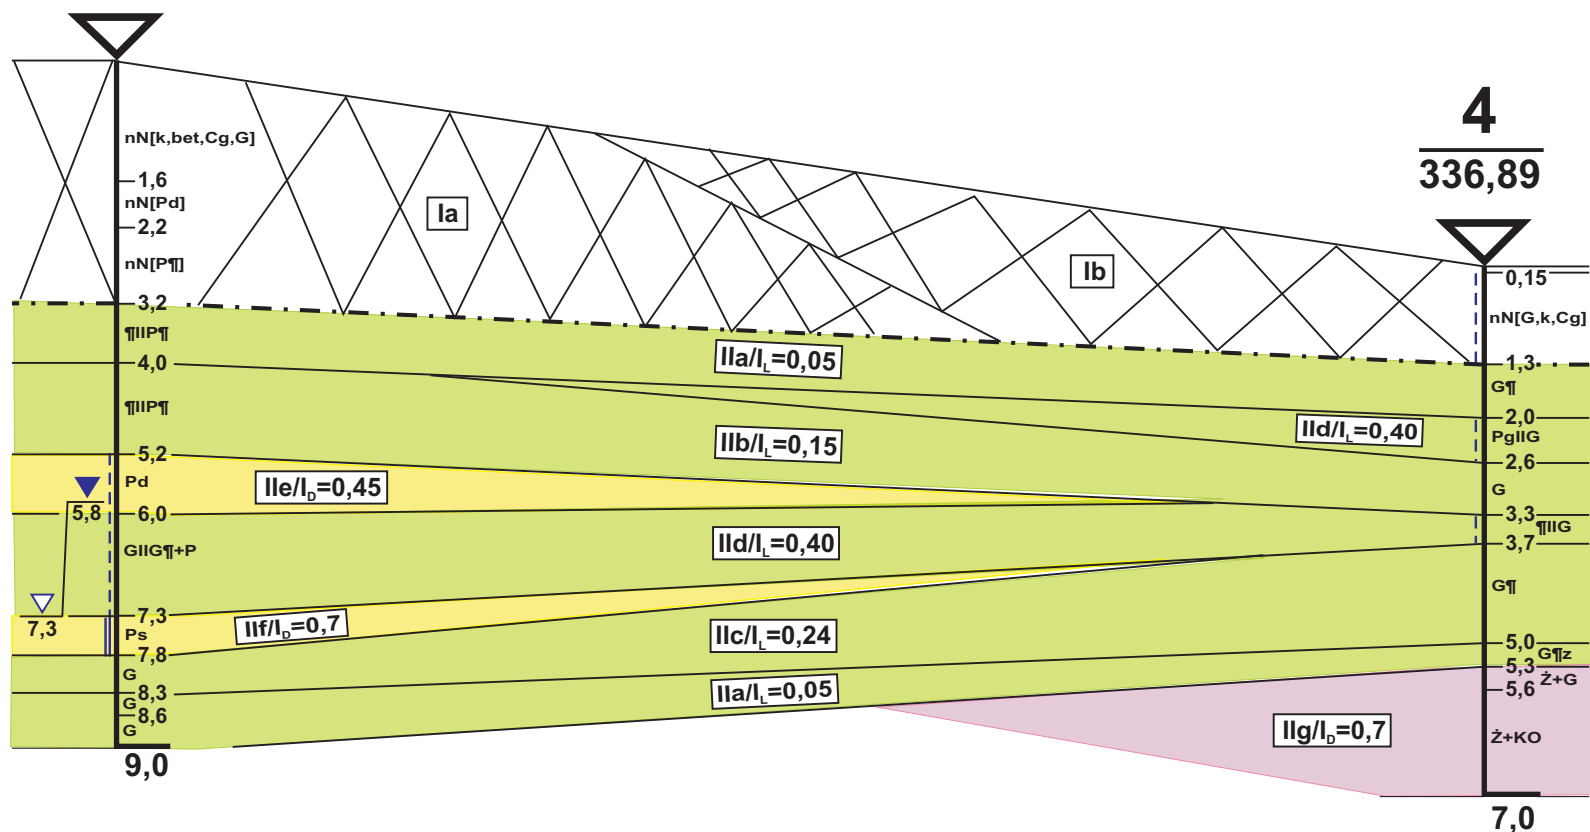 4
336,89
nN[k,bet,Cg,G]
1,6
nN[Pd]
2,2
nN[P¶]
3,2
¶IIP¶
4,0
¶IIP¶
5,2
Pd
5,8
6,0
GIIG¶+P
7,3
7,3
Ps
7,8
G
8,3
G
8,6
G
9,0
Ia
Ib
IIa/IL=0,05
IIb/IL=0,15
IId/IL=0,40
IIe/ID=0,45
IId/IL=0,40
IIf/ID=0,7
IIc/IL=0,24
IIa/IL=0,05
IIg/ID=0,7
0,15
nN[G,k,Cg]
1,3
G¶
2,0
PgIIG
2,6
G
3,3
¶IIG
3,7
G¶
5,0
G¶z
5,3
Ż+G
5,6
Ż+KO
7,0